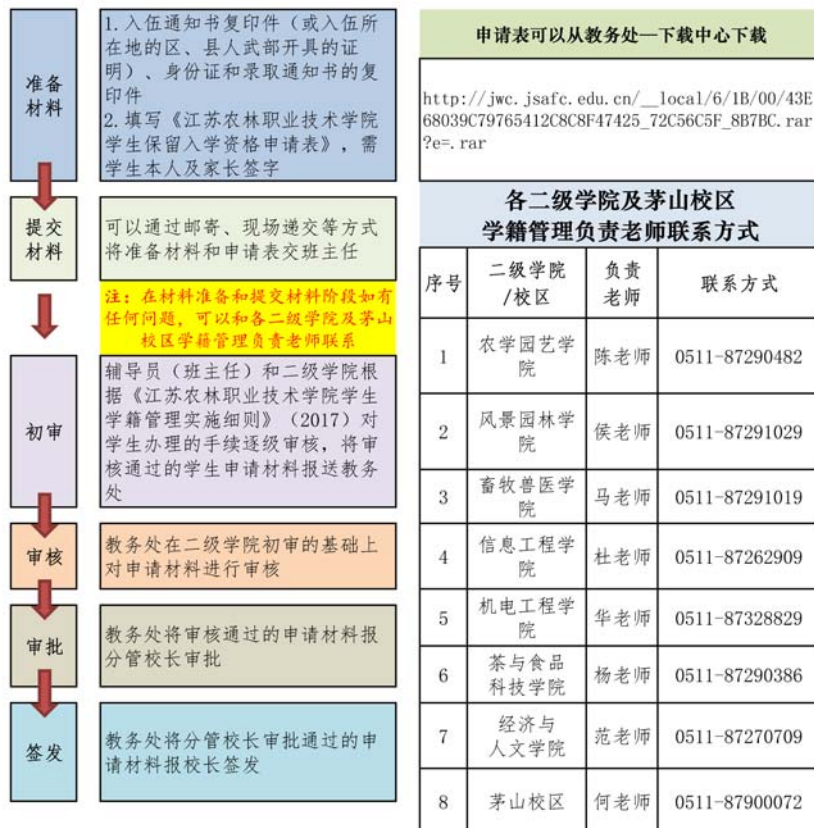 准备
材料
1. 入伍通知书复印件（或入伍所
在地的区、县人武部开具的证
明）、身份证和录取通知书的复
印件
2. 填写《江苏农林职业技术学院
学生保留入学资格申请表》，需
学生本人及家长签字
提交
材料
可以通过邮寄、现场递交等方式
将准备材料和申请表交班主任
注：在材料准备和提交材料阶段如有
任何问题，可以和各二级学院及茅山
校区学籍管理负责老师联系
初审
辅导员（班主任）和二级学院根
据《江苏农林职业技术学院学生
学籍管理实施细则》（2017）对
学生办理的手续逐级审核，将审
核通过的学生申请材料报送教务
处
审核
教务处在二级学院初审的基础上
对申请材料进行审核
审批
教务处将审核通过的申请材料报
分管校长审批
签发
教务处将分管校长审批通过的申
请材料报校长签发
申请表可以从教务处—下载中心下载
http://jwc.jsafc.edu.cn/__local/6/1B/00/43E
68039C79765412C8C8F47425_72C56C5F_8B7BC.rar
?e=.rar
各二级学院及茅山校区
学籍管理负责老师联系方式
序号 二级学院/校区 负责老师 联系方式
1 农学园艺学院 陈老师 0511-87290482
2 风景园林学院 侯老师 0511-87291029
3 畜牧兽医学院 马老师 0511-87291019
4 信息工程学院 杜老师 0511-87262909
5 机电工程学院 华老师 0511-87328829
6 茶与食品科技学院 杨老师 0511-87290386
7 经济与人文学院 范老师 0511-87270709
8 茅山校区 何老师 0511-87900072